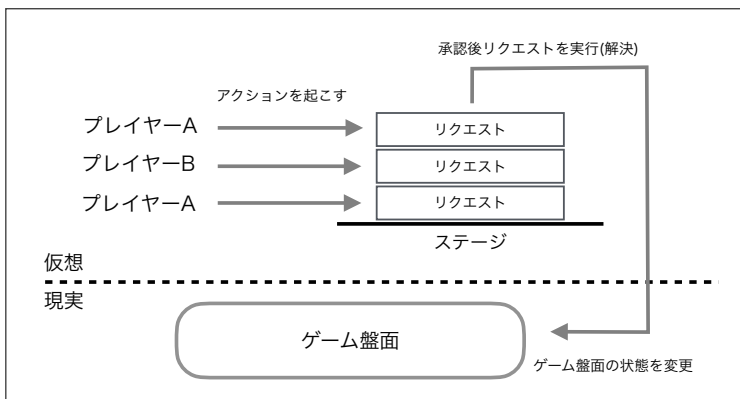 承認後リクエストを実行(解決)
アクションを起こす
プレイヤーA
リクエスト
プレイヤーB
リクエスト
プレイヤーA
リクエスト
ステージ
仮想
現実
ゲーム盤面
ゲーム盤面の状態を変更